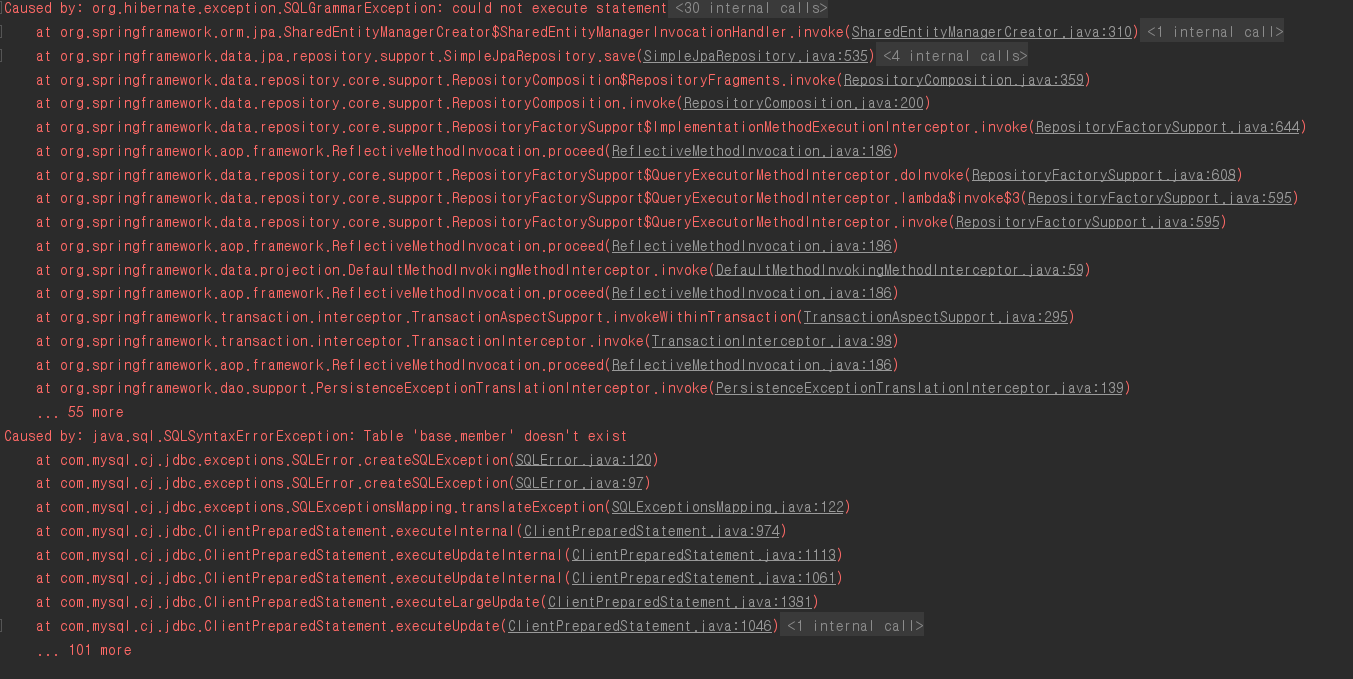 Caused by: org.hibernate.exception.SQLGrammarException: could not execute statement <30 internal calls>
at org.springframework.orm.jpa.SharedEntityManagerCreator$SharedEntityManagerInvocationHandler.invoke(SharedEntityManagerCreator.java:310) <1 internal call>
at org.springframework.data.jpa.repository.support.SimpleJpaRepository.save(SimpleJpaRepository.java:535) <4 internal calls>
at org.springframework.data.repository.core.support.RepositoryComposition$RepositoryFragments.invoke(RepositoryComposition.java:359)
at org.springframework.data.repository.core.support.RepositoryComposition.invoke(RepositoryComposition.java:200)
at org.springframework.data.repository.core.support.RepositoryFactorySupport$ImplementationMethodExecutionInterceptor.invoke(RepositoryFactorySupport.java:644)
at org.springframework.aop.framework.ReflectiveMethodInvocation.proceed(ReflectiveMethodInvocation.java:186)
at org.springframework.data.repository.core.support.RepositoryFactorySupport$QueryExecutorMethodInterceptor.doInvoke(RepositoryFactorySupport.java:608)
at org.springframework.data.repository.core.support.RepositoryFactorySupport$QueryExecutorMethodInterceptor.lambda$invoke$3(RepositoryFactorySupport.java:595)
at org.springframework.data.repository.core.support.RepositoryFactorySupport$QueryExecutorMethodInterceptor.invoke(RepositoryFactorySupport.java:595)
at org.springframework.aop.framework.ReflectiveMethodInvocation.proceed(ReflectiveMethodInvocation.java:186)
at org.springframework.data.projection.DefaultMethodInvokingMethodInterceptor.invoke(DefaultMethodInvokingMethodInterceptor.java:59)
at org.springframework.aop.framework.ReflectiveMethodInvocation.proceed(ReflectiveMethodInvocation.java:186)
at org.springframework.transaction.interceptor.TransactionAspectSupport.invokeWithinTransaction(TransactionAspectSupport.java:295)
at org.springframework.transaction.interceptor.TransactionInterceptor.invoke(TransactionInterceptor.java:98)
at org.springframework.aop.framework.ReflectiveMethodInvocation.proceed(ReflectiveMethodInvocation.java:186)
at org.springframework.dao.support.PersistenceExceptionTranslationInterceptor.invoke(PersistenceExceptionTranslationInterceptor.java:139)
... 55 more
Caused by: java.sql.SQLSyntaxErrorException: Table 'base.member' doesn't exist
at com.mysql.cj.jdbc.exceptions.SQLError.createSQLException(SQLError.java:120)
at com.mysql.cj.jdbc.exceptions.SQLError.createSQLException(SQLError.java:97)
at com.mysql.cj.jdbc.exceptions.SQLExceptionsMapping.translateException(SQLExceptionsMapping.java:122)
at com.mysql.cj.jdbc.ClientPreparedStatement.executeInternal(ClientPreparedStatement.java:974)
at com.mysql.cj.jdbc.ClientPreparedStatement.executeUpdateInternal(ClientPreparedStatement.java:1113)
at com.mysql.cj.jdbc.ClientPreparedStatement.executeUpdateInternal(ClientPreparedStatement.java:1061)
at com.mysql.cj.jdbc.ClientPreparedStatement.executeLargeUpdate(ClientPreparedStatement.java:1381)
at com.mysql.cj.jdbc.ClientPreparedStatement.executeUpdate(ClientPreparedStatement.java:1046) <1 internal call>
... 101 more